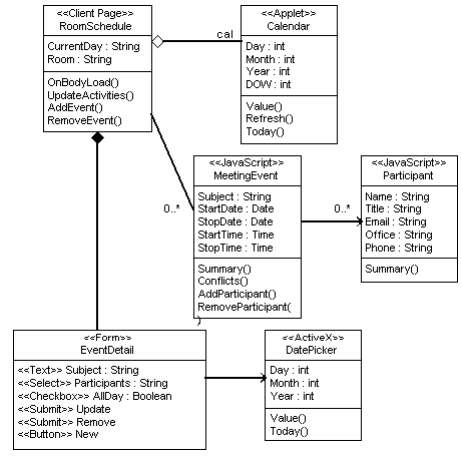 <<Client Page>>
RoomSchedule
CurrentDay : String
Room : String
OnBodyLoad()
UpdateActivities()
AddEvent()
RemoveEvent()
cal
<<Applet>>
Calendar
Day : int
Month : int
Year : int
DOW : int
Value()
Refresh()
Today()
0..*
<<JavaScript>>
MeetingEvent
Subject : String
StartDate : Date
StopDate : Date
StartTime : Time
StopTime : Time
Summary()
Conflicts()
AddParticipant()
RemoveParticipant(
)
0..*
<<JavaScript>>
Participant
Name : String
Title : String
Email : String
Office : String
Phone : String
Summary()
<<Form>>
EventDetail
<<Text>> Subject : String
<<Select>> Participants : String
<<Checkbox>> AllDay : Boolean
<<Submit>> Update
<<Submit>> Remove
<<Button>> New
<<ActiveX>>
DatePicker
Day : int
Month : int
Year : int
Value()
Today()